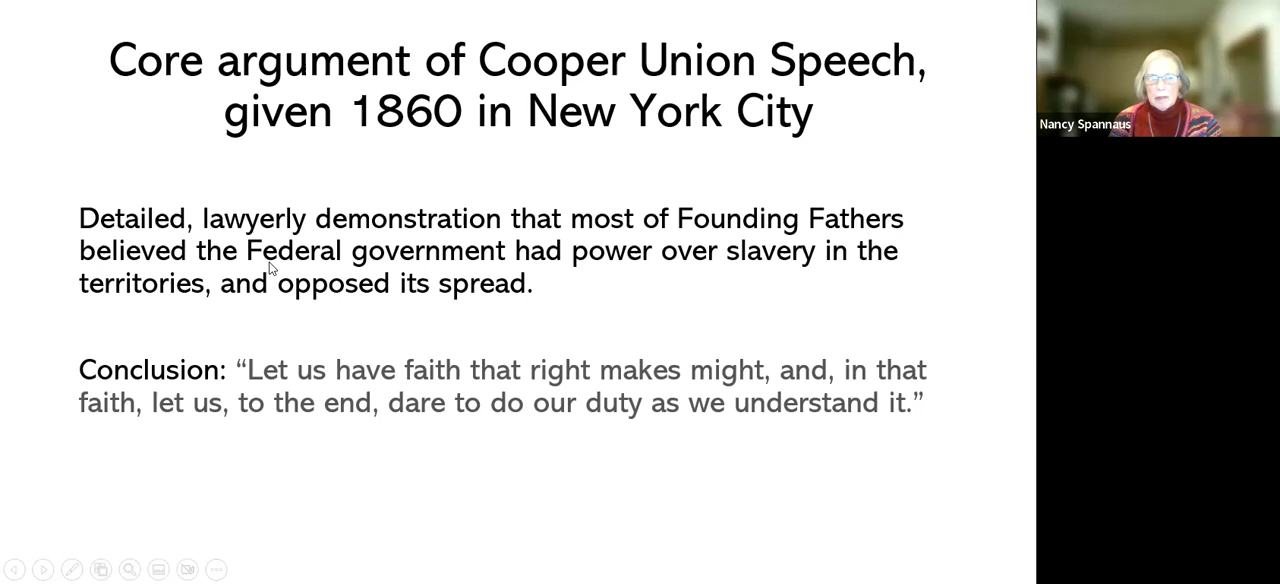 Core argument of Cooper Union Speech,
given 1860 in New York City
Detailed, lawyerly demonstration that most of Founding Fathers
believed the Federal government had power over slavery in the
territories, and opposed its spread.
Conclusion: “Let us have faith that right makes might, and, in that
faith, let us, to the end, dare to do our duty as we understand it.”
Nancy Spannaus